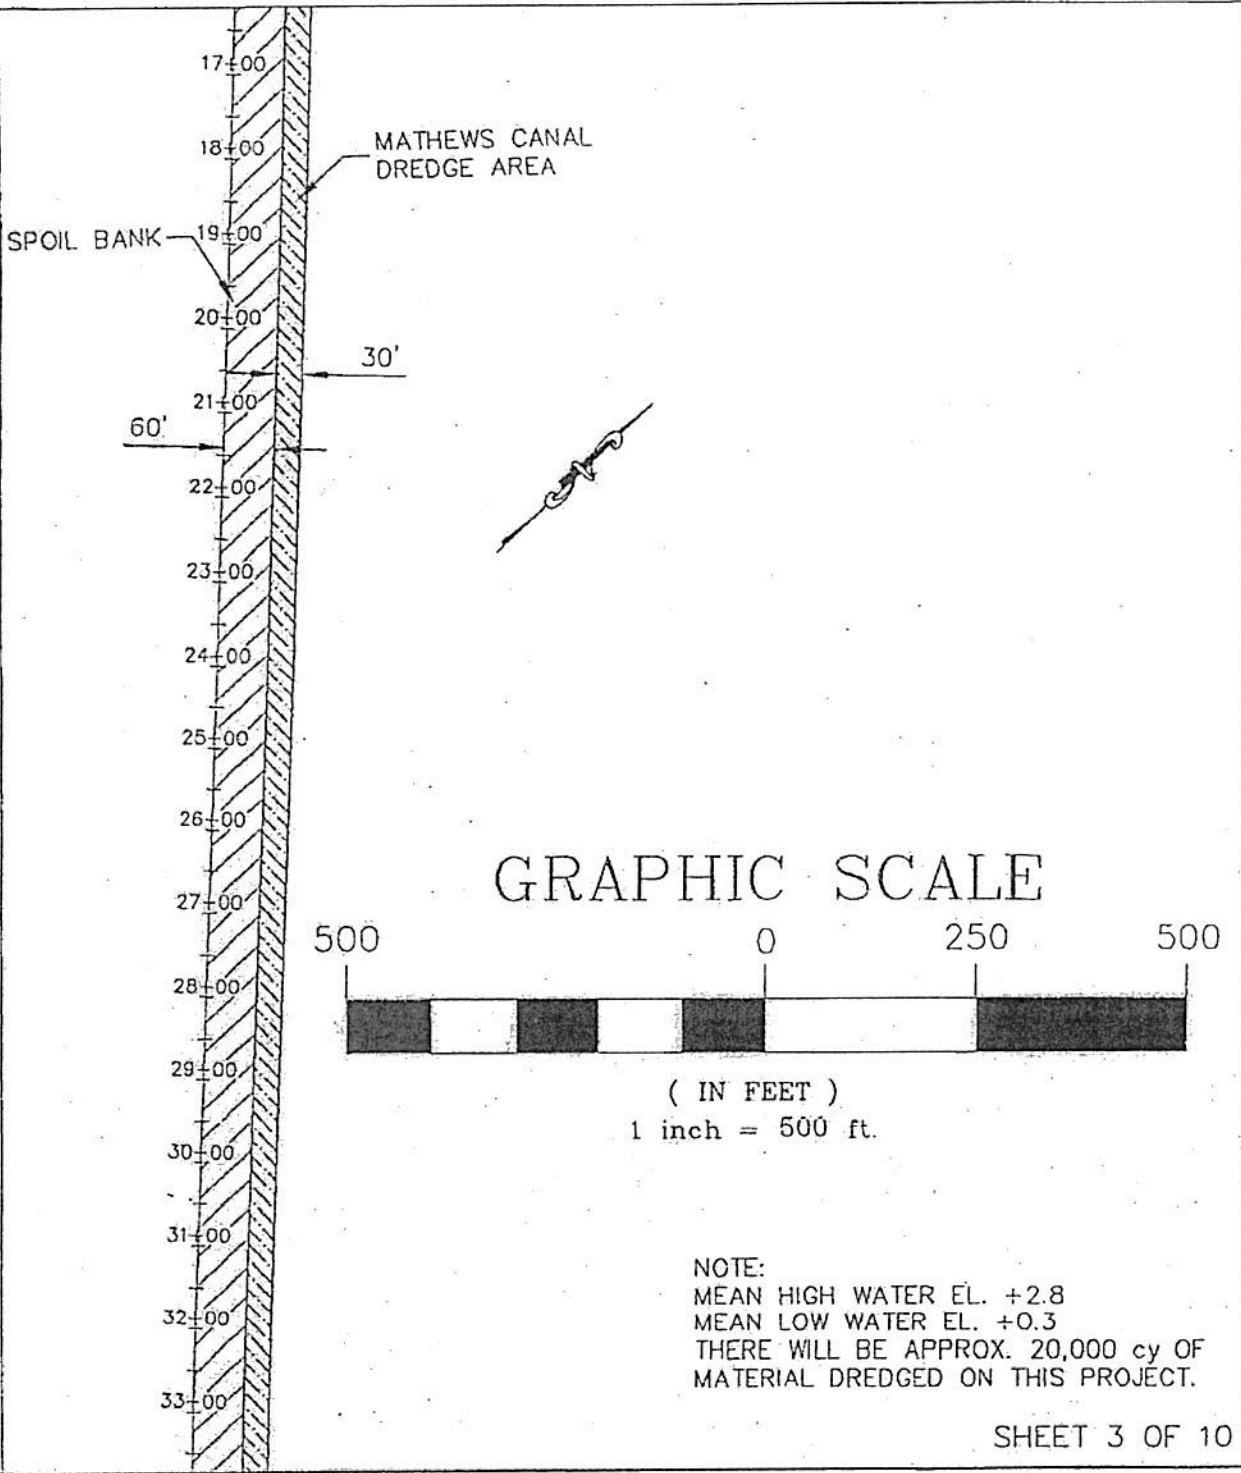 17+00
18+00
MATHEWS CANAL
DREDGE AREA
SPOIL BANK
19+00
20+00
30'
21+00
60'
22+00
23+00
24+00
25+00
26+00
GRAPHIC SCALE
27+00
500 0 250 500
28+00
29+00
( IN FEET )
1 inch = 500 ft.
30+00
31+00
32+00
33+00
NOTE:
MEAN HIGH WATER EL. +2.8
MEAN LOW WATER EL. +0.3
THERE WILL BE APPROX. 20,000 cy OF
MATERIAL DREDGED ON THIS PROJECT.
SHEET 3 OF 10